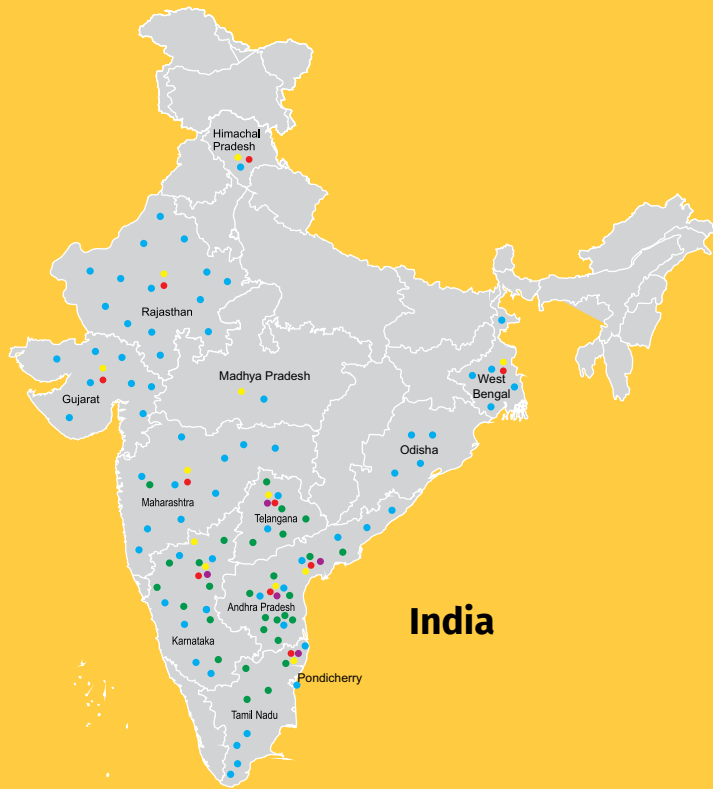 Himachal
Pradesh
Rajasthan
Gujarat
Madhya Pradesh
West
Bengal
Odisha
Maharashtra
Telangana
Andhra Pradesh
India
Karnataka
Pondicherry
Tamil Nadu